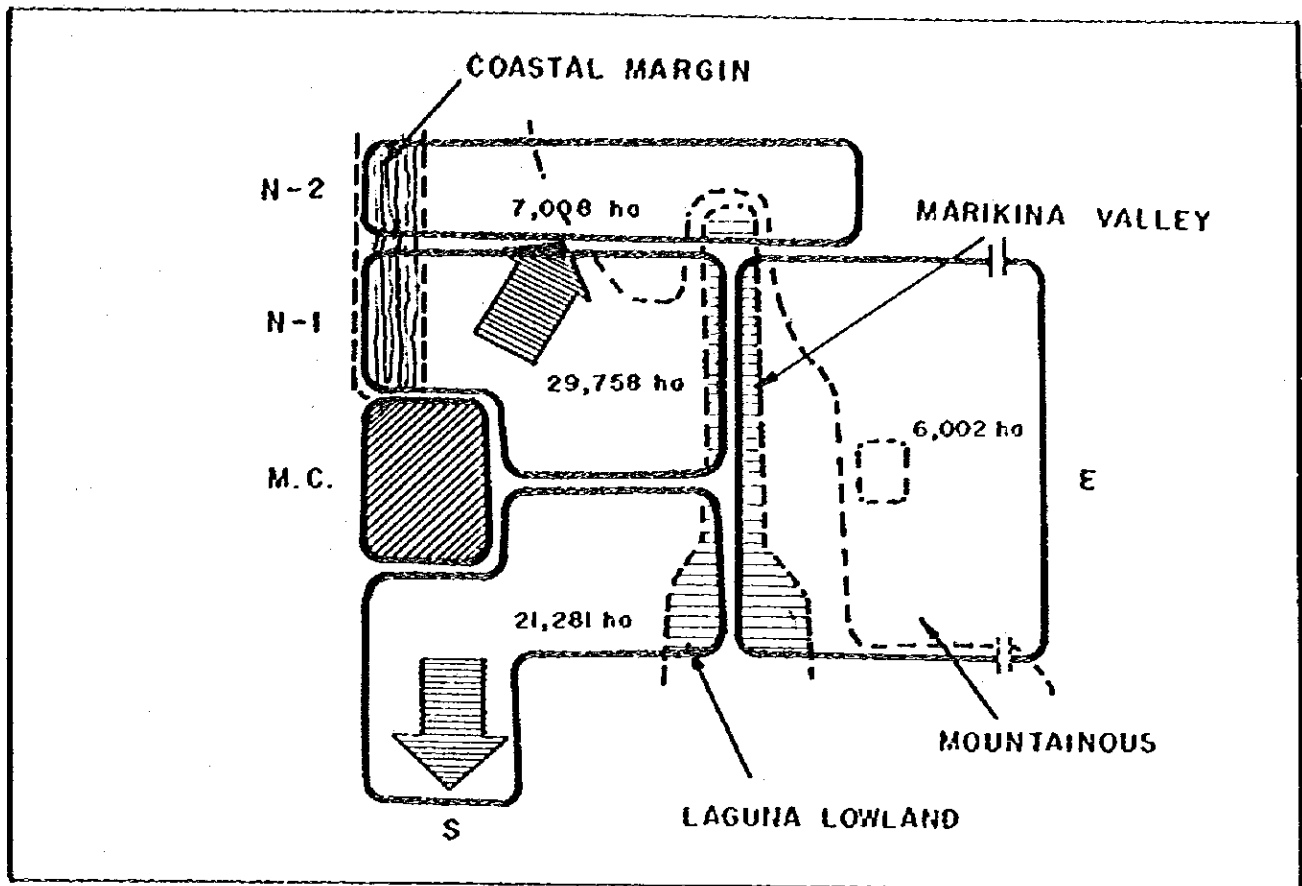 COASTAL MARGIN
N-2
7,008 ha
MARIKINA VALLEY
N-1
29,758 ha
6,002 ha
M.C.
E
21,281 ha
MOUNTAINOUS
LAGUNA LOWLAND
S